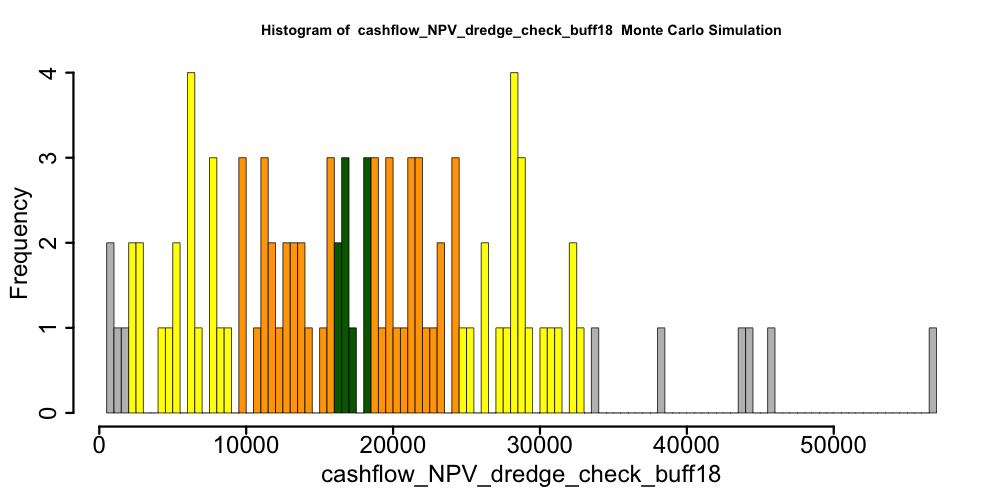 Histogram of  cashflow_NPV_dredge_check_buff18  Monte Carlo Simulation
4
3
2
1
0
Frequency
0 10000 20000 30000 40000 50000
cashflow_NPV_dredge_check_buff18